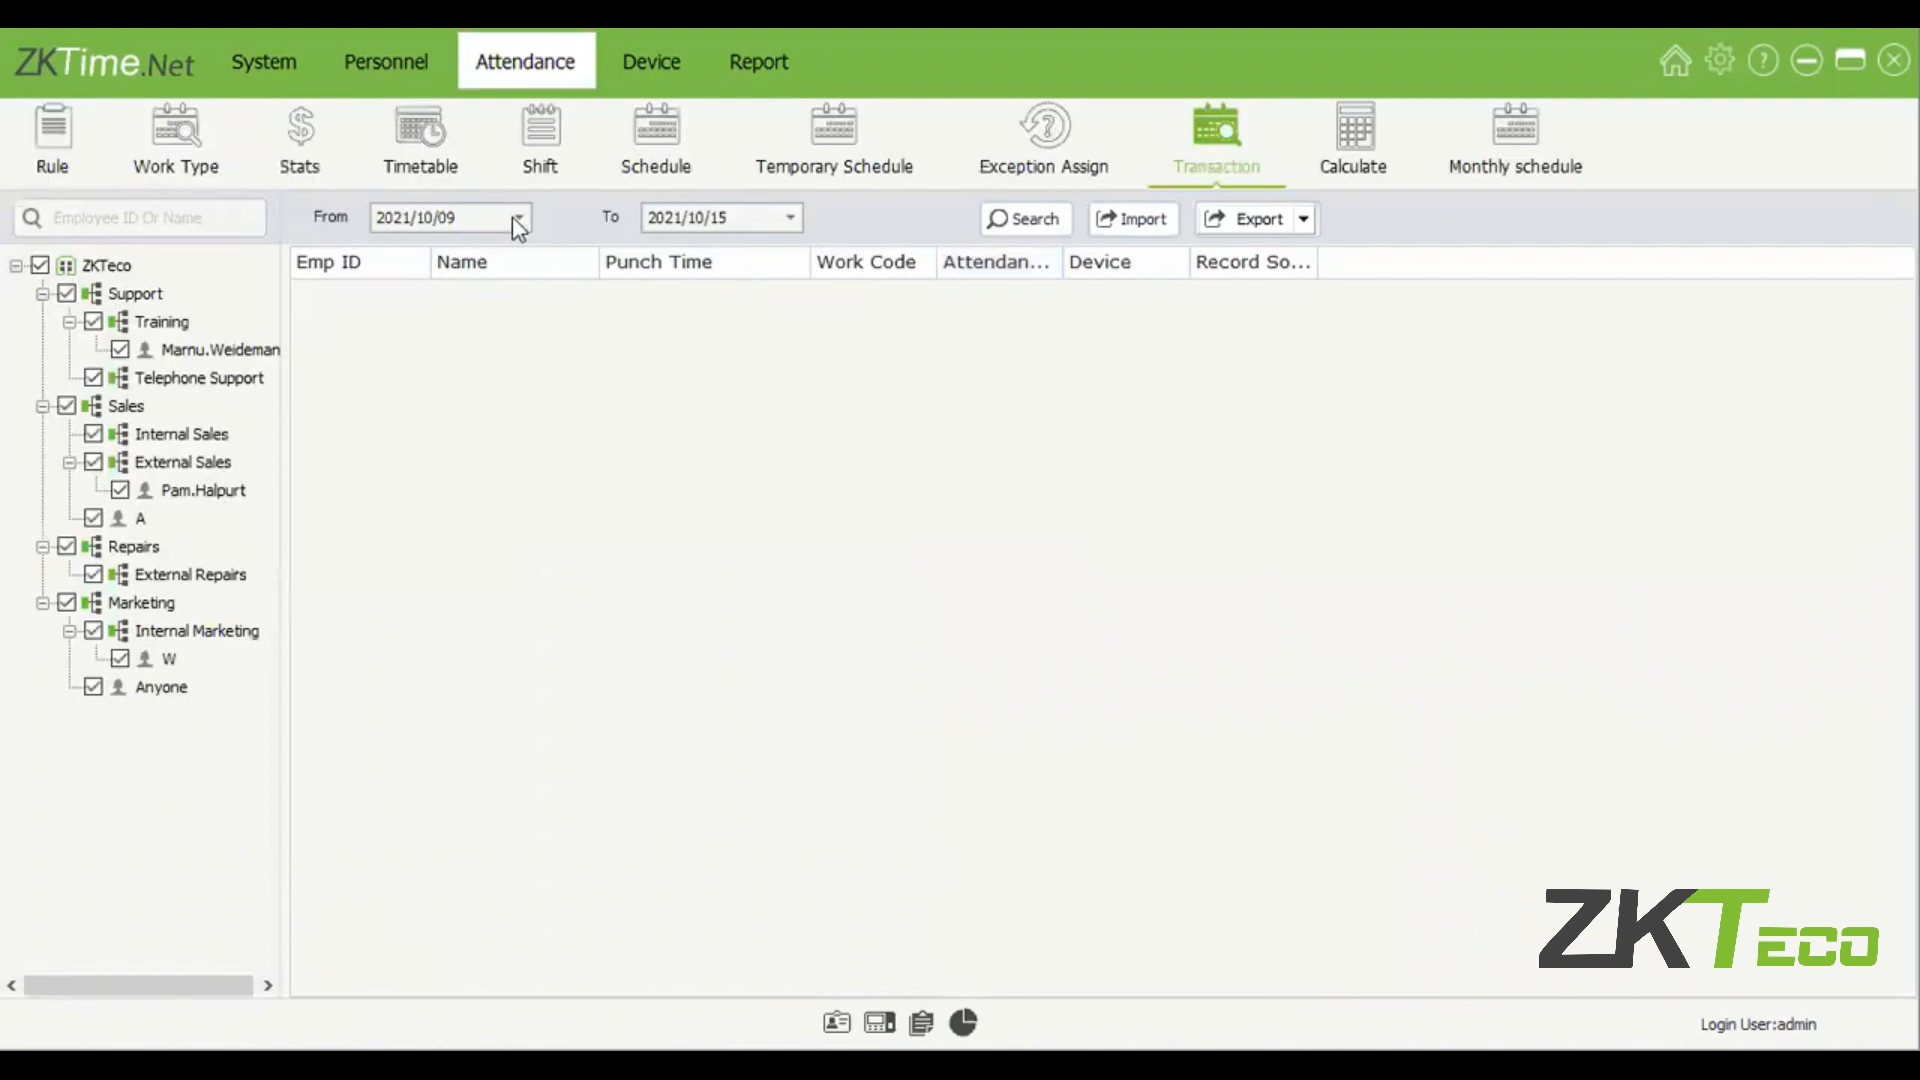 ZKTime.Net System Personnel Attendance Device Report
Rule Work Type Stats Timetable Shift Schedule Temporary Schedule Exception Assign Transaction Calculate Monthly schedule
Employee ID Or Name From 2021/10/09 To 2021/10/15 Search Import Export
Emp ID Name Punch Time Work Code Attendan... Device Record So...
ZKTeco
Support
Training
Marnu.Weideman
Telephone Support
Sales
Internal Sales
External Sales
Pam.Halpurt
A
Repairs
External Repairs
Marketing
Internal Marketing
W
Anyone
ZKTeco
Login User:admin